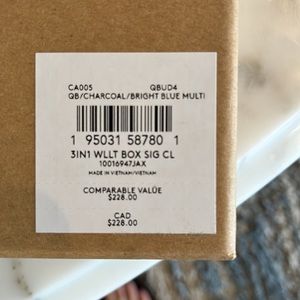 CA005 QBUD4
QB/CHARCOAL/BRIGHT BLUE MULTI
1 95031 58780 1
3IN1 WLLT BOX SIG CL
10016947JAX
MADE IN VIETNAM/VIETNAM
COMPARABLE VALUE
$228.00
CAD
$228.00